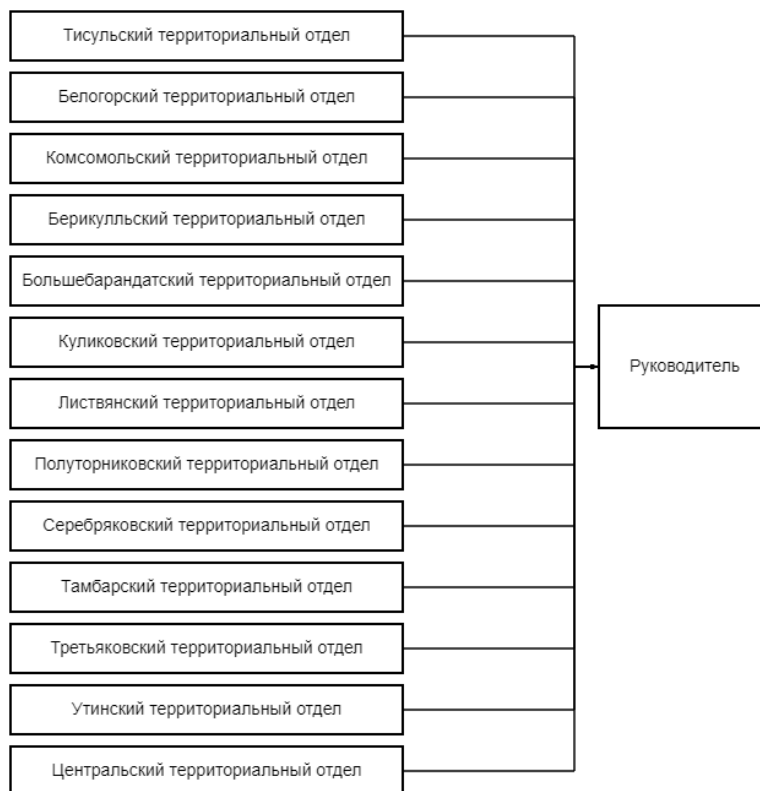 Тисульский территориальный отдел
Белогорский территориальный отдел
Комсомольский территориальный отдел
Берикулльский территориальный отдел
Большебарандатский территориальный отдел
Куликовский территориальный отдел
Руководитель
Листвянский территориальный отдел
Полуторниковский территориальный отдел
Серебряковский территориальный отдел
Тамбарский территориальный отдел
Третьяковский территориальный отдел
Утинский территориальный отдел
Центральский территориальный отдел